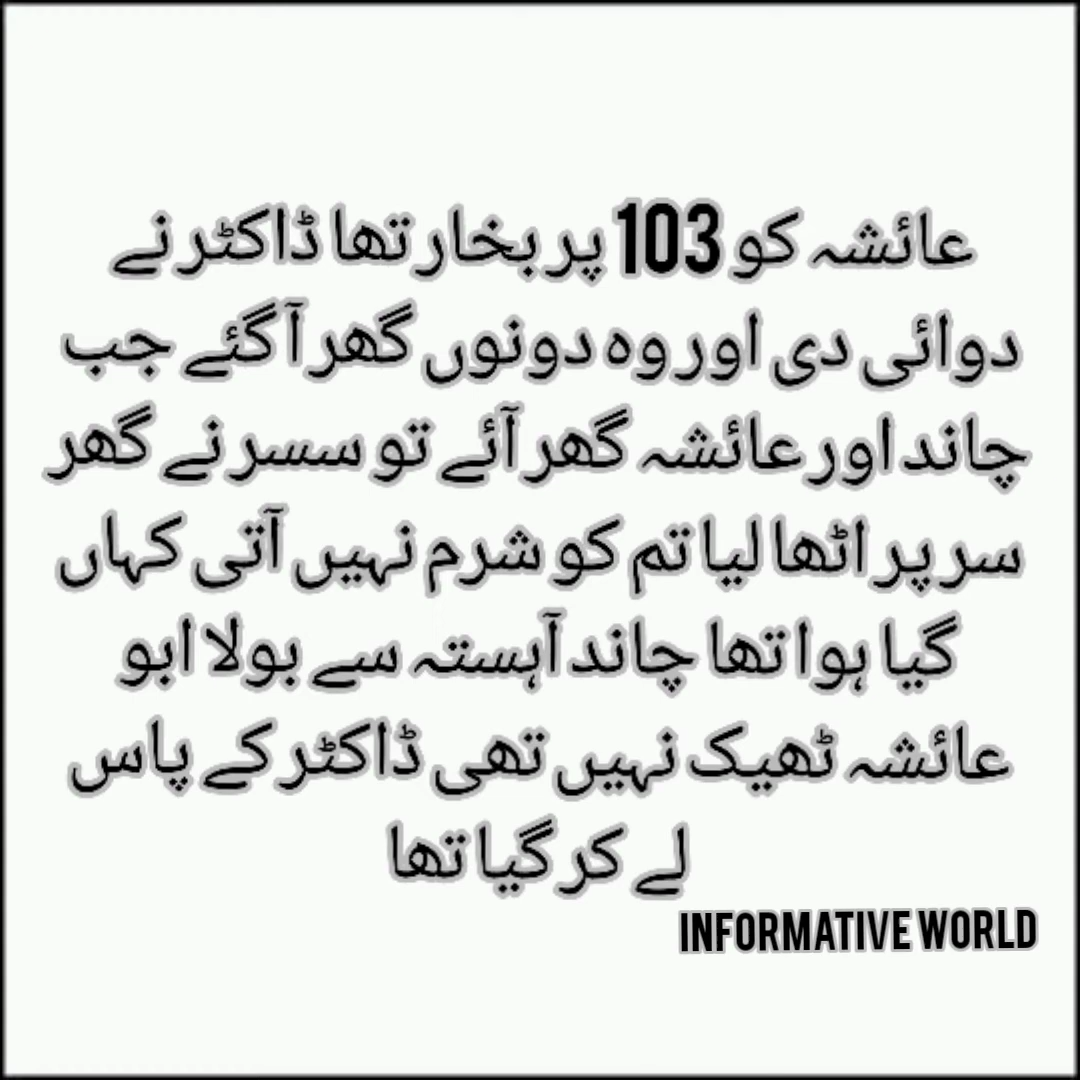 عائشہ کو 103 پر بخار تھا ڈاکٹر نے
دوائی دی اور وہ دونوں گھر آ گئے جب
چاند اور عائشہ گھر آئے تو سسر نے گھر
سر پر اٹھا لیا تم کو شرم نہیں آتی کہاں
گیا ہوا تھا چاند آہستہ سے بولا ابو
عائشہ ٹھیک نہیں تھی ڈاکٹر کے پاس
لے کر گیا تھا
INFORMATIVE WORLD